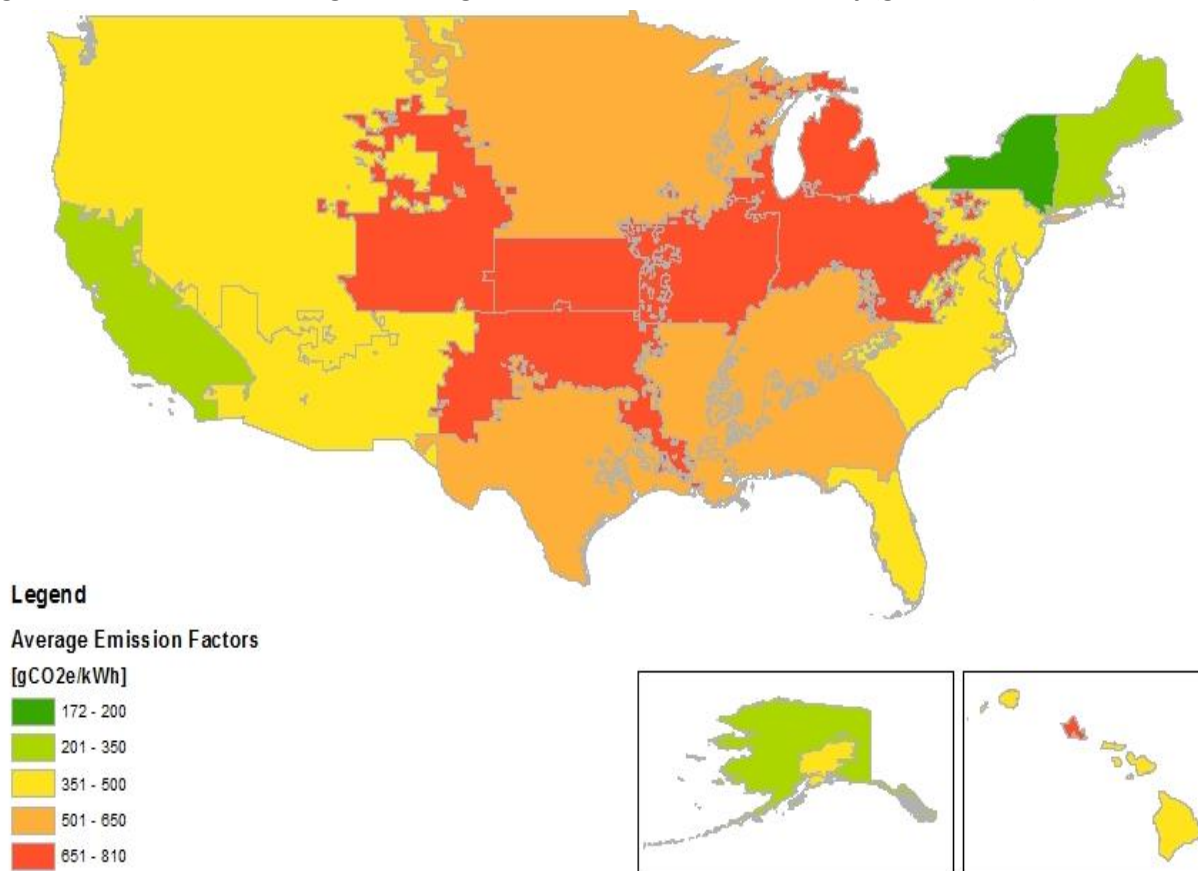 Legend
Average Emission Factors
[gCO2e/kWh]
172 - 200
201 - 350
351 - 500
501 - 650
651 - 810